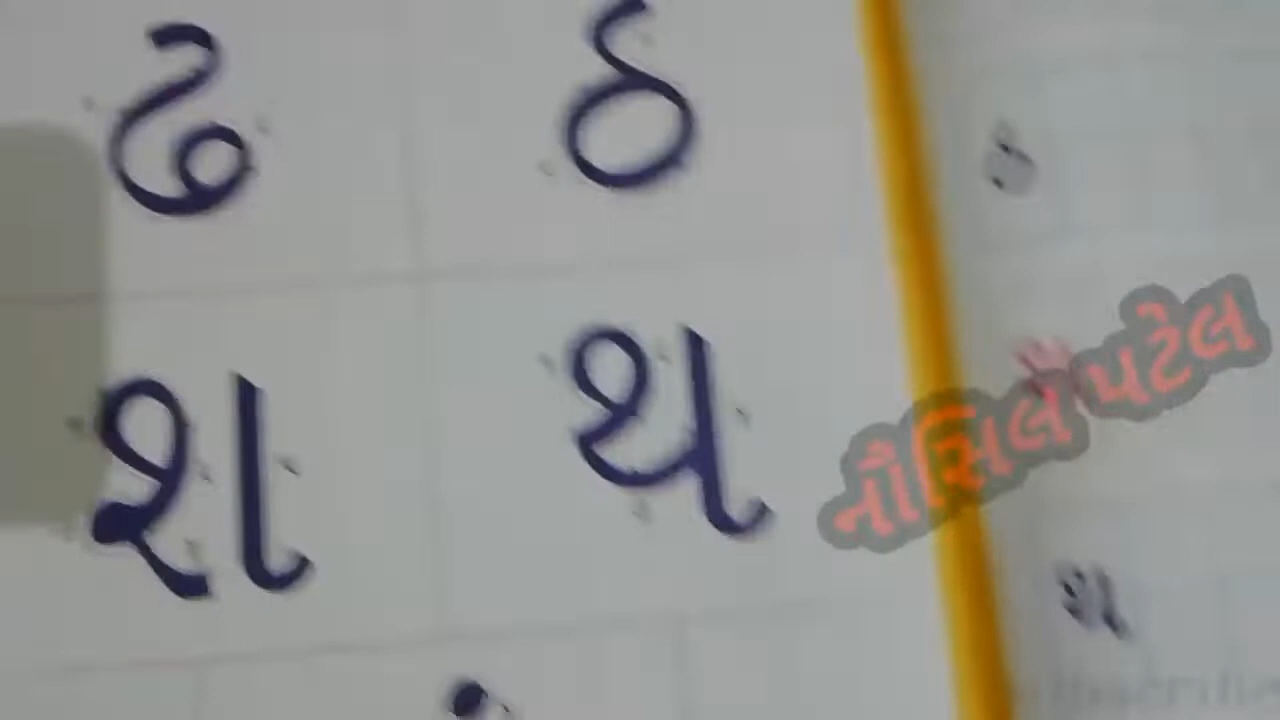 ઢ ઠ
શ થ
નૌસિલ પટેલ
થ